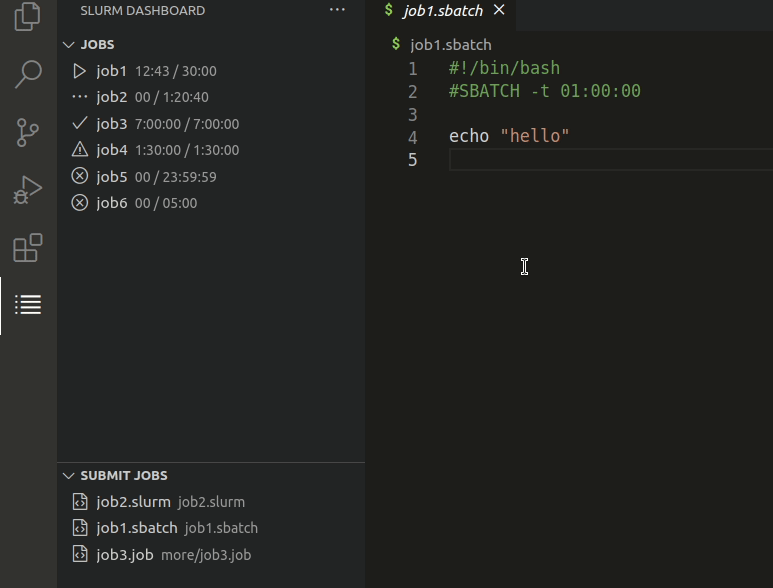 SLURM DASHBOARD
JOBS
job1 12:43 / 30:00
job2 00 / 1:20:40
job3 7:00:00 / 7:00:00
job4 1:30:00 / 1:30:00
job5 00 / 23:59:59
job6 00 / 05:00
SUBMIT JOBS
job2.slurm job2.slurm
job1.sbatch job1.sbatch
job3.job more/job3.job
$ job1.sbatch
$ job1.sbatch
1 #!/bin/bash
2 #SBATCH -t 01:00:00
3
4 echo "hello"
5